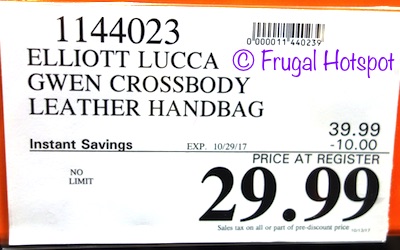 1144023
0000011440239
ELLIOTT LUCCA
© Frugal Hotspot
GWEN CROSSBODY
LEATHER HANDBAG
39.99
Instant Savings EXP. 10/29/17 -10.00
PRICE AT REGISTER
NO
LIMIT
29.99
Sales tax on all or part of pre-discount price